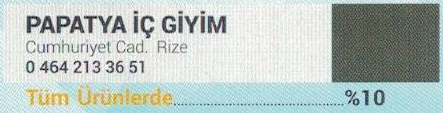 PAPATYA İÇ GİYİM
Cumhuriyet Cad. Rize
0 464 213 36 51
Tüm Ürünlerde.......................................%10